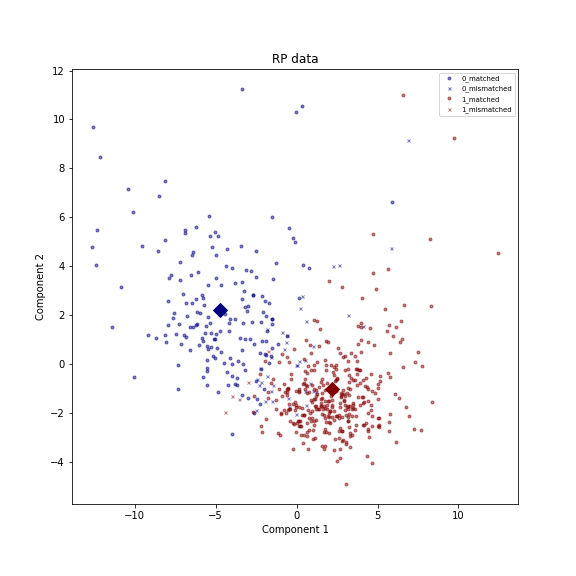 RP data
0_matched
0_mismatched
1_matched
1_mismatched
12
10
8
6
4
2
0
−2
−4
Component 2
−10
−5
0
5
10
Component 1